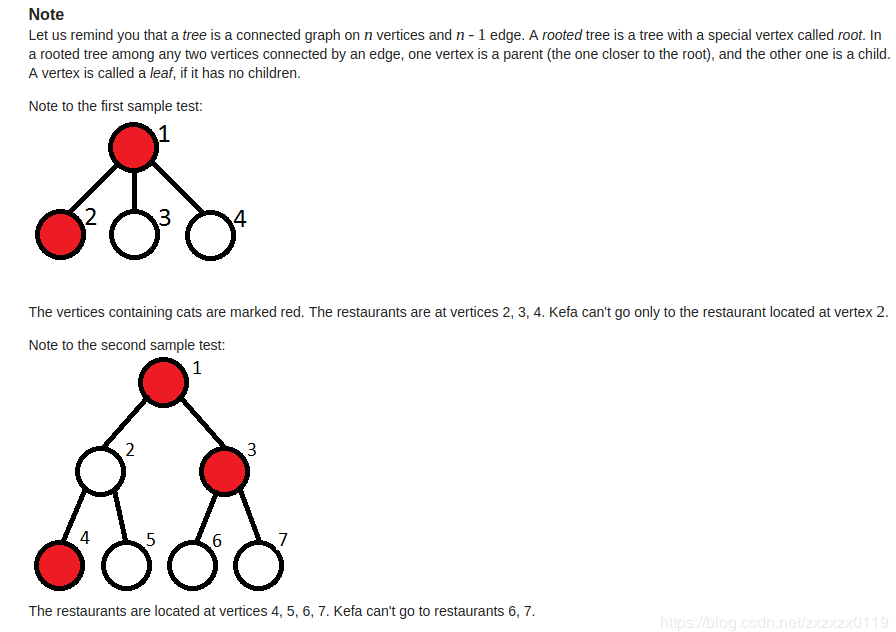 Note
Let us remind you that a tree is a connected graph on n vertices and n - 1 edge. A rooted tree is a tree with a special vertex called root. In
a rooted tree among any two vertices connected by an edge, one vertex is a parent (the one closer to the root), and the other one is a child.
A vertex is called a leaf, if it has no children.
Note to the first sample test:
1
2 3 4
The vertices containing cats are marked red. The restaurants are at vertices 2, 3, 4. Kefa can't go only to the restaurant located at vertex 2.
Note to the second sample test:
1
2 3
4 5 6 7
The restaurants are located at vertices 4, 5, 6, 7. Kefa can't go to restaurants 6, 7.
https://blog.csdn.net/zxzxzx0119